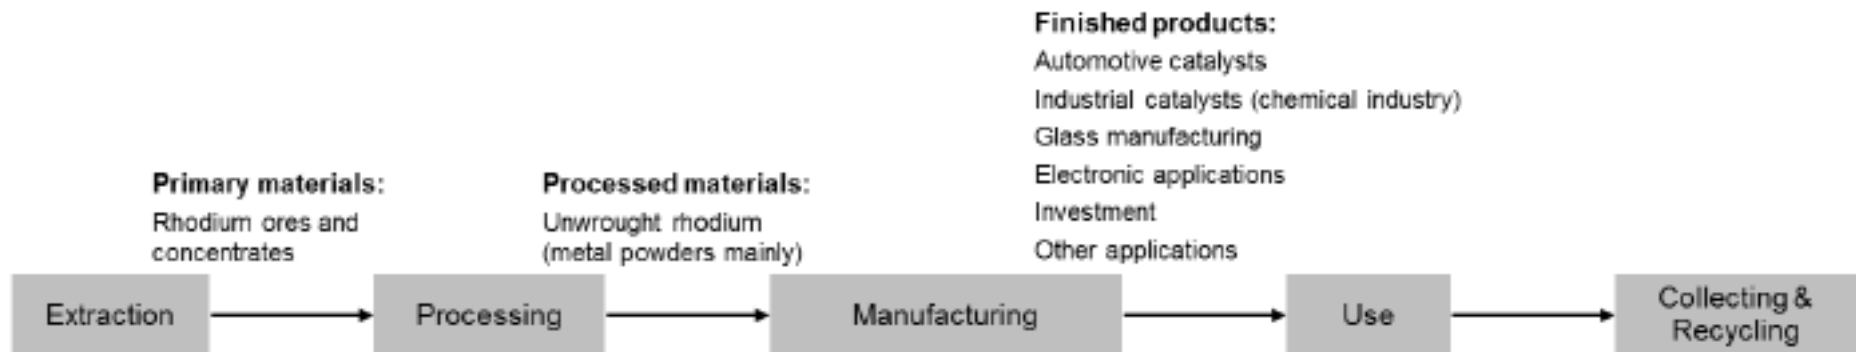 Finished products:
Automotive catalysts
Industrial catalysts (chemical industry)
Glass manufacturing
Electronic applications
Investment
Other applications
Primary materials:
Rhodium ores and
concentrates
Processed materials:
Unwrought rhodium
(metal powders mainly)
Extraction
Processing
Manufacturing
Use
Collecting &
Recycling